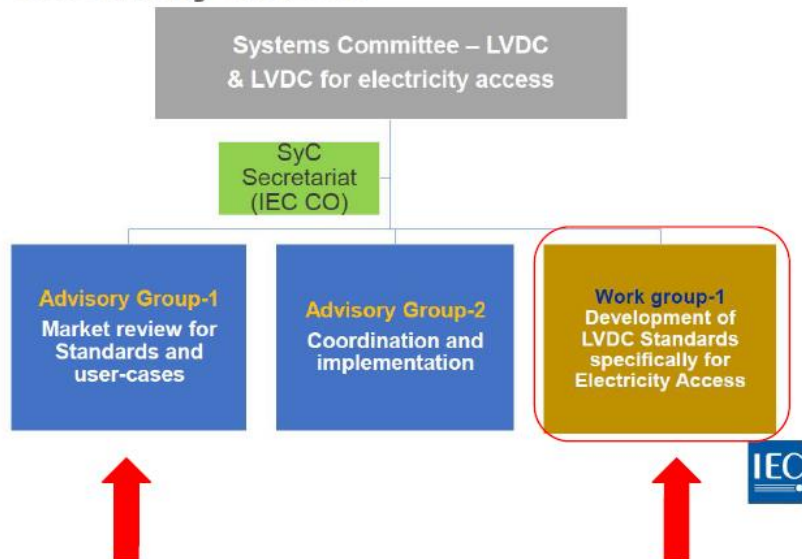 Systems Committee – LVDC
& LVDC for electricity access
SyC
Secretariat
(IEC CO)
Advisory Group-1
Market review for
Standards and
user-cases
Advisory Group-2
Coordination and
implementation
Work group-1
Development of
LVDC Standards
specifically for
Electricity Access
IEC